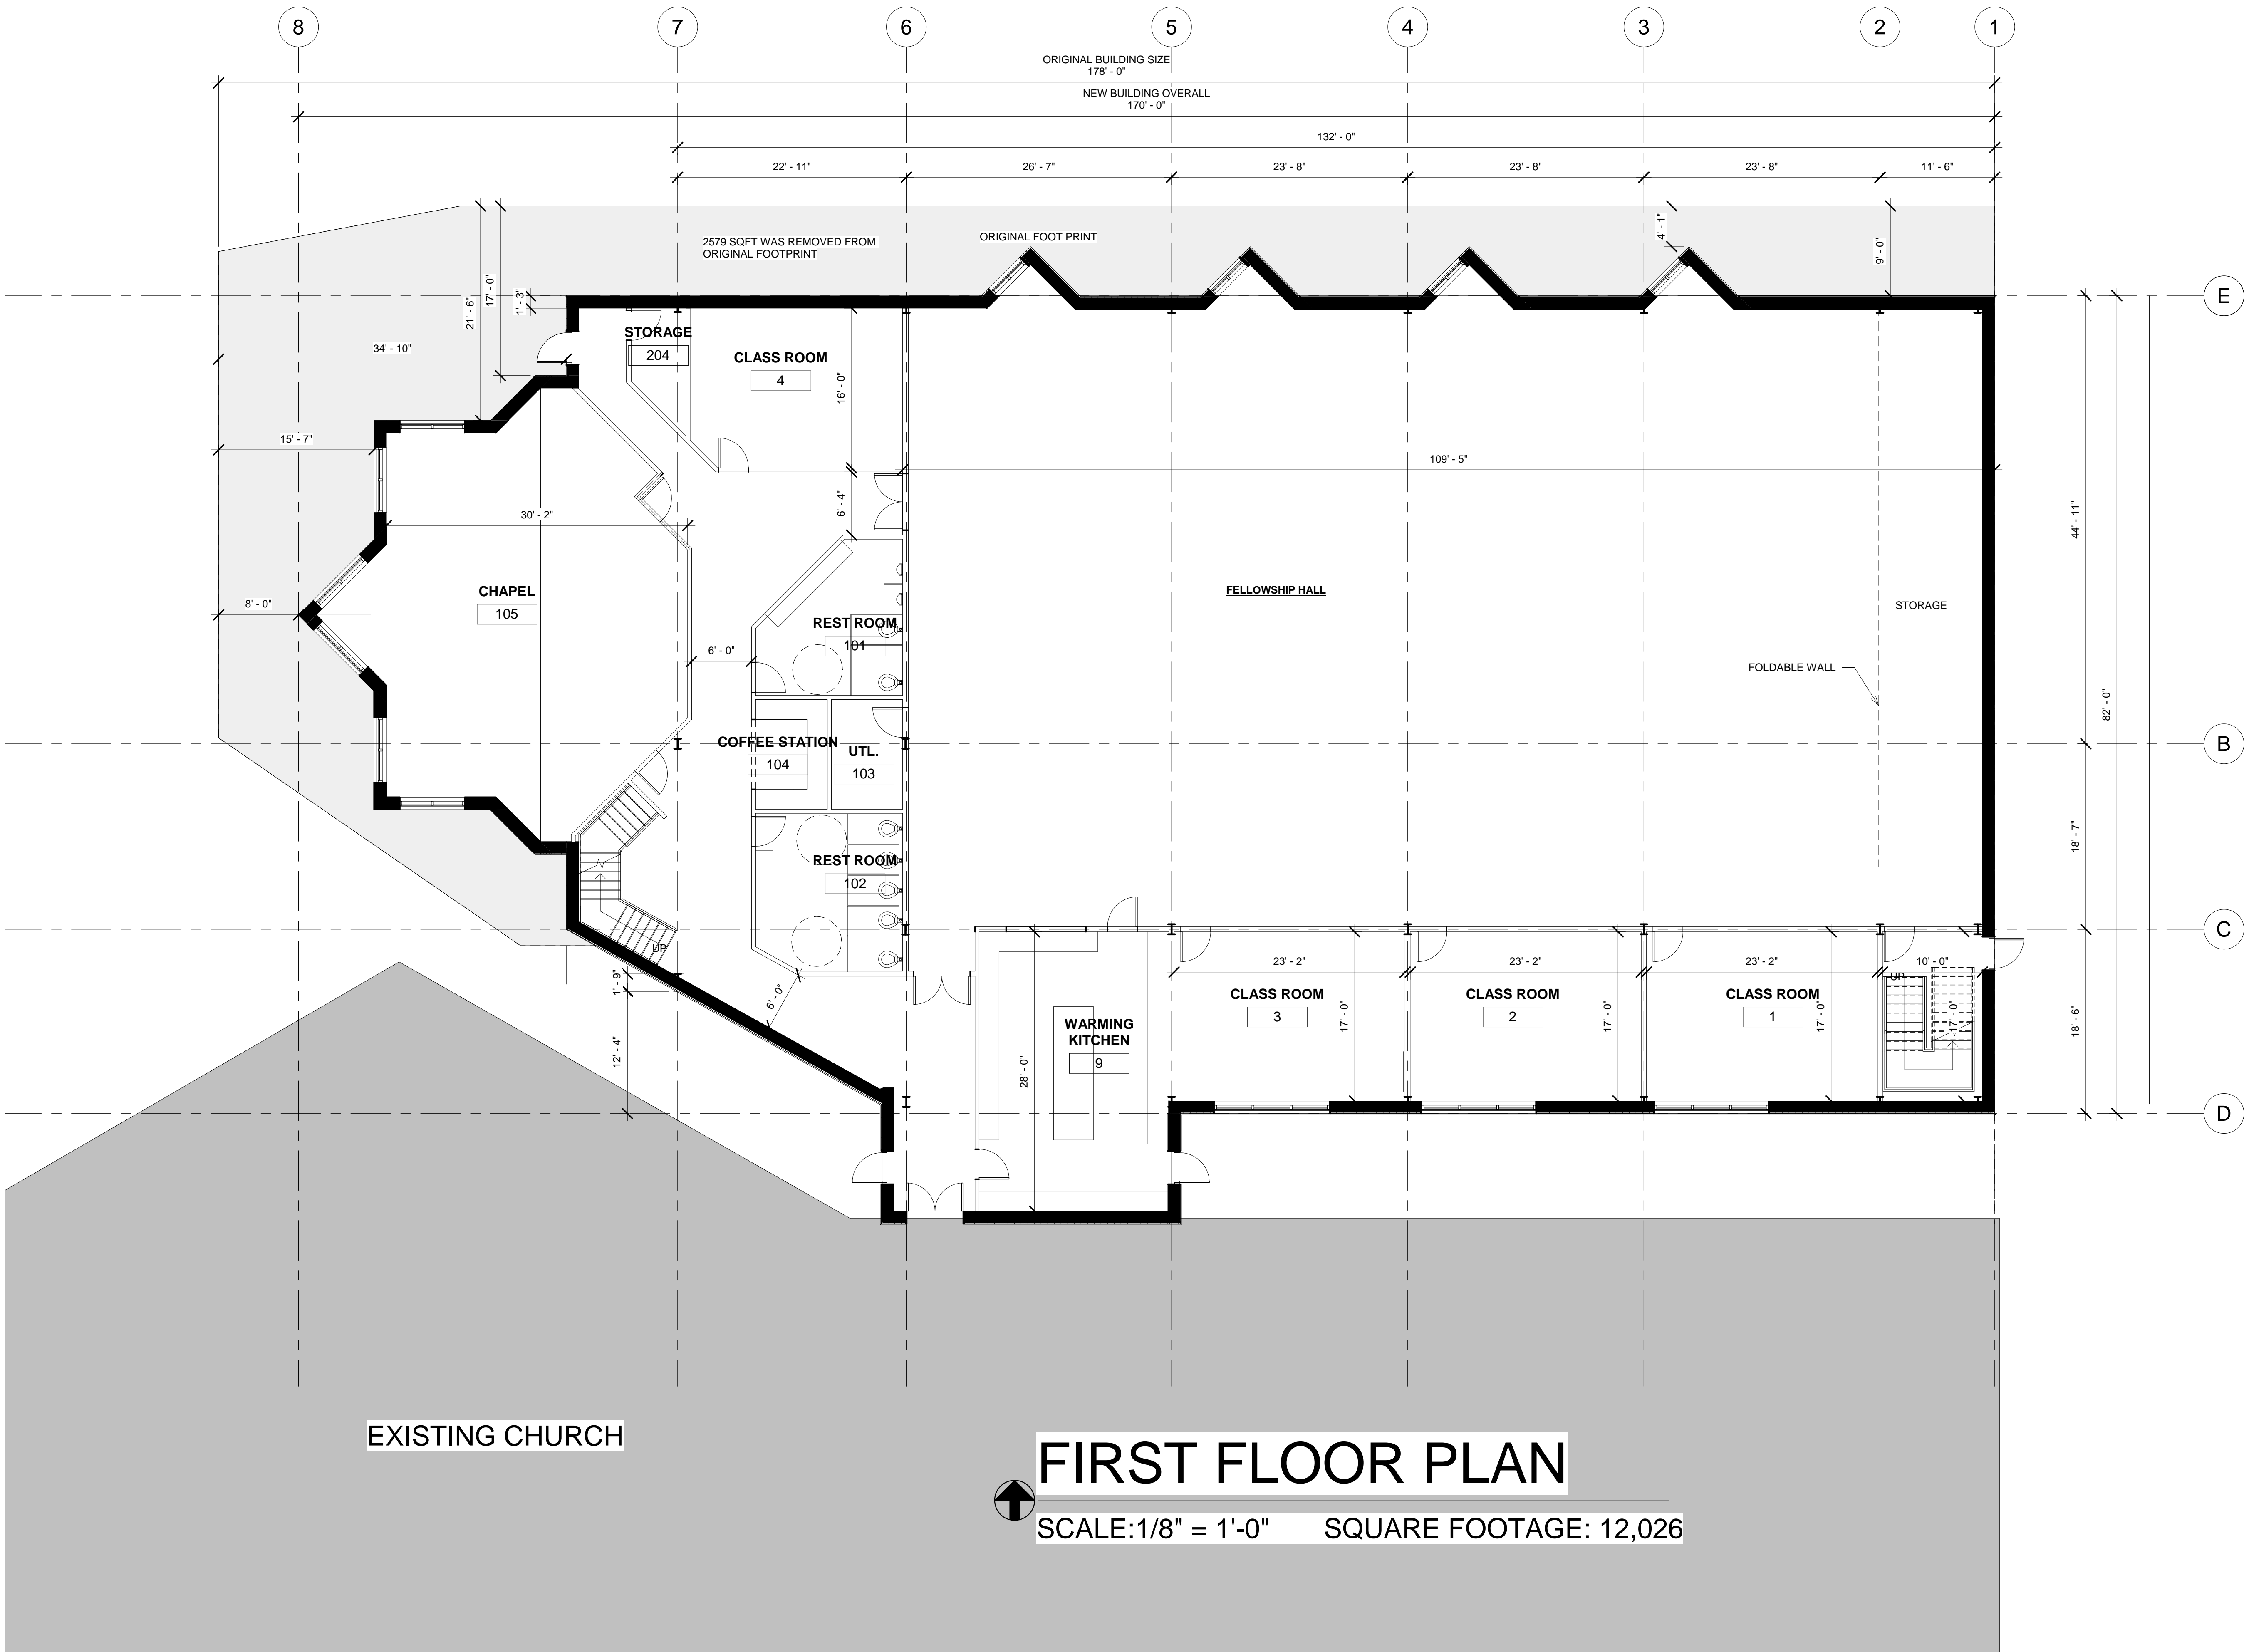 8
7
6
5
4
3
2
1
ORIGINAL BUILDING SIZE
178' - 0"
NEW BUILDING OVERALL
170' - 0"
132' - 0"
22' - 11"
26' - 7"
23' - 8"
23' - 8"
23' - 8"
11' - 6"
2579 SQFT WAS REMOVED FROM
ORIGINAL FOOTPRINT
ORIGINAL FOOT PRINT
4' - 1"
9' - 0"
21' - 6"
17' - 0"
1' - 3"
E
34' - 10"
STORAGE
204
CLASS ROOM
4
16' - 0"
15' - 7"
109' - 5"
6' - 4"
30' - 2"
44' - 11"
CHAPEL
105
8' - 0"
FELLOWSHIP HALL
STORAGE
REST ROOM
101
6' - 0"
FOLDABLE WALL
82' - 0"
COFFEE STATION
104
UTL.
103
B
18' - 7"
REST ROOM
102
UP
C
1' - 9"
6' - 0"
23' - 2"
23' - 2"
23' - 2"
10' - 0"
UP
CLASS ROOM
3
17' - 0"
CLASS ROOM
2
17' - 0"
CLASS ROOM
1
17' - 0"
17' - 0"
18' - 6"
WARMING
KITCHEN
9
28' - 0"
12' - 4"
D
EXISTING CHURCH
FIRST FLOOR PLAN
SCALE:1/8" = 1'-0" SQUARE FOOTAGE: 12,026